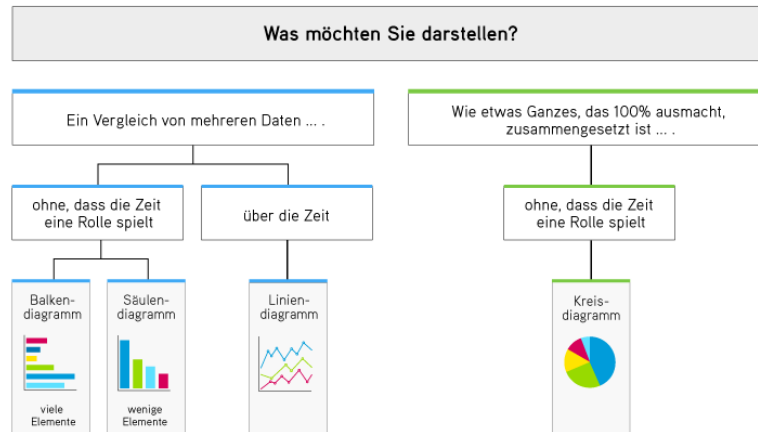 Was möchten Sie darstellen?
Ein Vergleich von mehreren Daten ... .
Wie etwas Ganzes, das 100% ausmacht,
zusammengesetzt ist ... .
ohne, dass die Zeit
eine Rolle spielt
über die Zeit
ohne, dass die Zeit
eine Rolle spielt
Balken-
diagramm
viele
Elemente
Säulen-
diagramm
wenige
Elemente
Linien-
diagramm
Kreis-
diagramm